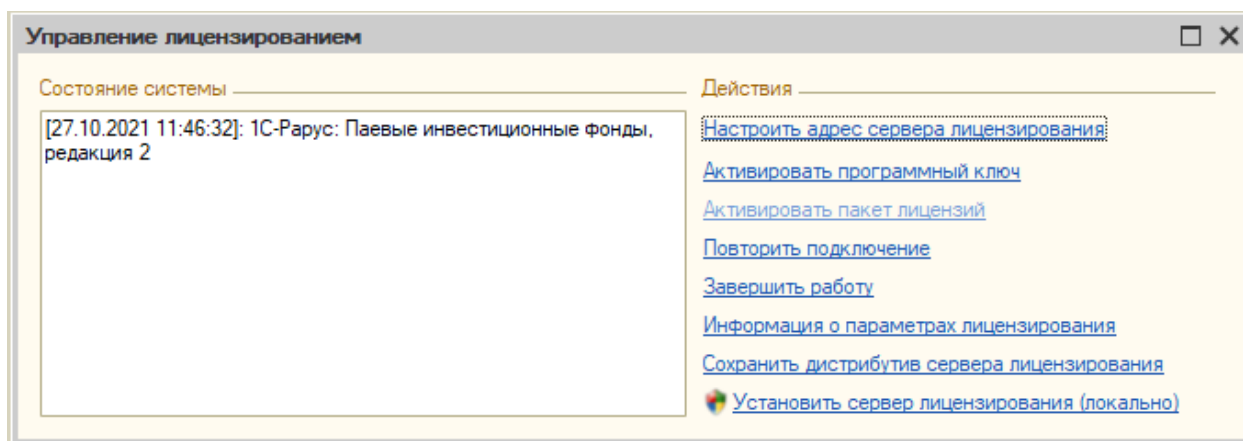 Управление лицензированием
Состояние системы
[27.10.2021 11:46:32]: 1С-Рарус: Паевые инвестиционные фонды,
редакция 2
Действия
Настроить адрес сервера лицензирования
Активировать программный ключ
Активировать пакет лицензий
Повторить подключение
Завершить работу
Информация о параметрах лицензирования
Сохранить дистрибутив сервера лицензирования
Установить сервер лицензирования (локально)